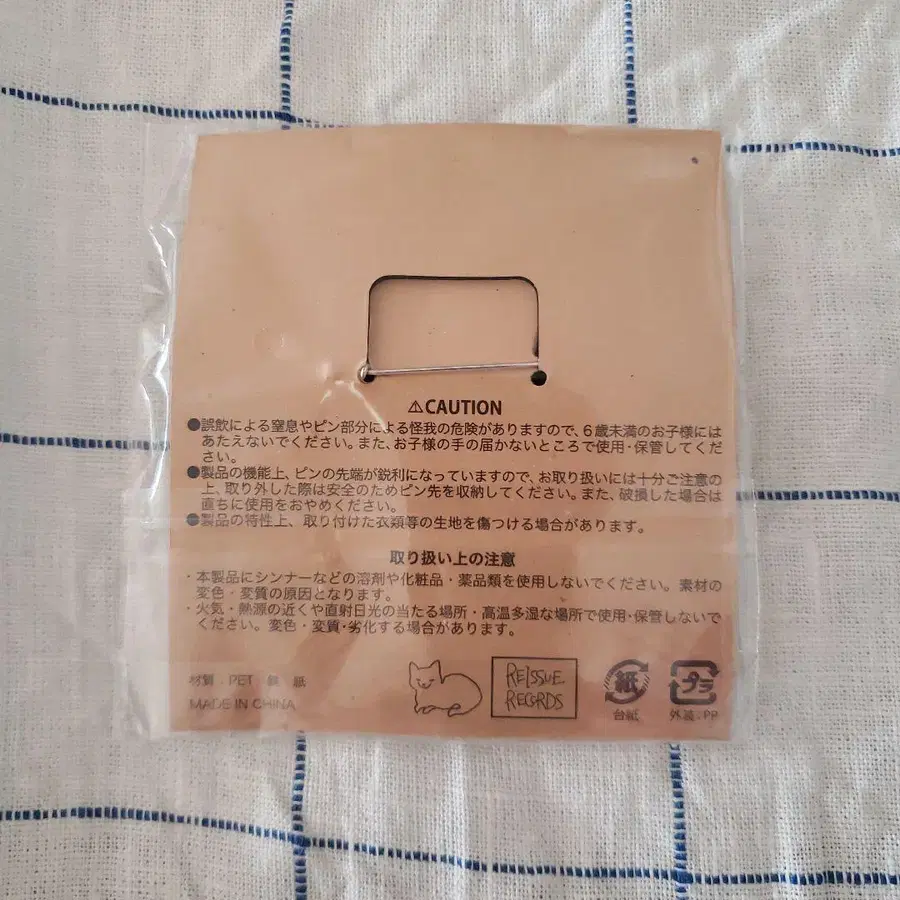 ⚠CAUTION
●誤飲による窒息やピン部分による怪我の危険がありますので、6歳未満のお子様には
あたえないでください。また、お子様の手の届かないところで使用・保管してくだ
さい。
●製品の機能上、ピンの先端が鋭利になっていますので、お取り扱いには十分ご注意の
上、取り外した際は安全のためピン先を収納してください。また、破損した場合は
直ちに使用をおやめください。
●製品の特性上、取り付けた衣類等の生地を傷つける場合があります。
取り扱い上の注意
・本製品にシンナーなどの溶剤や化粧品・薬品類を使用しないでください。素材の
変色・変質の原因となります。
・火気・熱源の近くや直射日光の当たる場所・高温多湿な場所で使用・保管しないで
ください。変色・変質・劣化する場合があります。
材質 PET 鉄 紙
MADE IN CHINA
REISSUE
RECORDS
紙
台紙
プラ
外装:PP